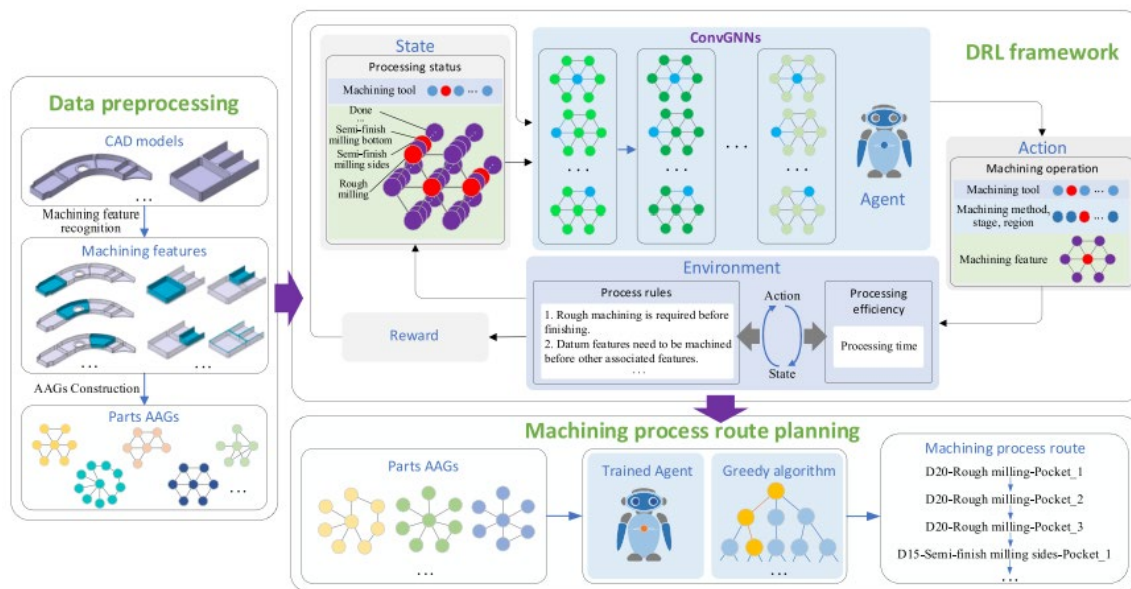 Data preprocessing
CAD models
...
Machining feature
recognition
Machining features
...
...
AAGs Construction
Parts AAGs
...
DRL framework
State
Processing status
Machining tool
...
Done
...
Semi-finish
milling bottom
Semi-finish
milling sides
Rough
milling
ConvGNNs
...
...
...
...
Agent
Action
Machining operation
Machining tool
...
Machining method,
stage, region
...
Machining feature
Environment
Process rules
1. Rough machining is required before
finishing.
2. Datum features need to be machined
before other associated features.
...
Action
State
Processing
efficiency
Processing time
Reward
Machining process route planning
Parts AAGs
...
Trained Agent
Greedy algorithm
...
Machining process route
D20-Rough milling-Pocket_1
D20-Rough milling-Pocket_2
D20-Rough milling-Pocket_3
D15-Semi-finish milling sides-Pocket_1
...